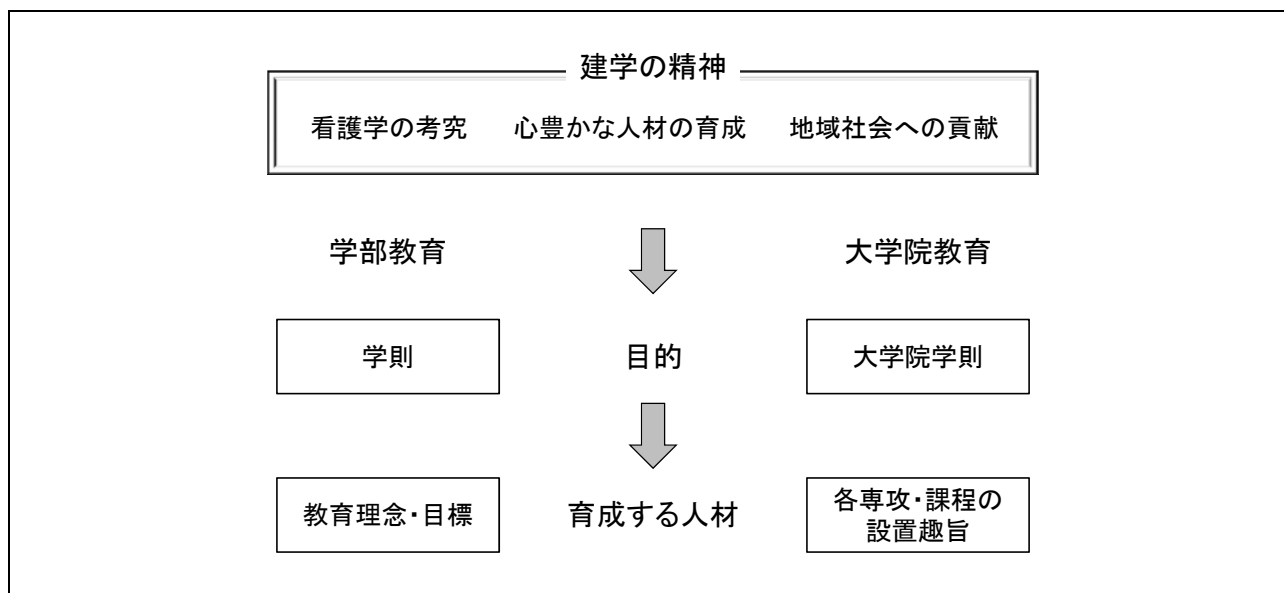 建学の精神
看護学の考究 心豊かな人材の育成 地域社会への貢献
学部教育
大学院教育
学則
目的
大学院学則
教育理念・目標
育成する人材
各専攻・課程の
設置趣旨